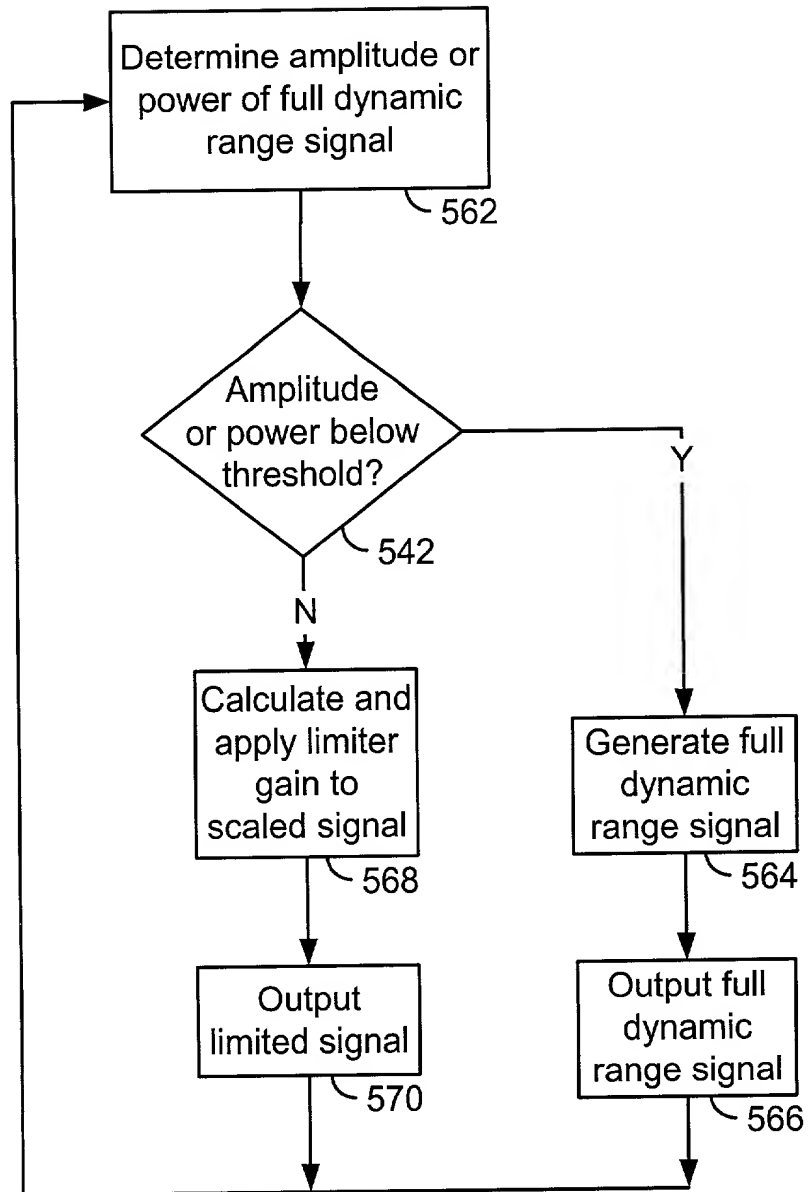 Determine amplitude or
power of full dynamic
range signal
562
Amplitude
or power below
threshold?
542
Y
N
Calculate and
apply limiter
gain to
scaled signal
568
Generate full
dynamic
range signal
564
Output
limited signal
570
Output full
dynamic
range signal
566